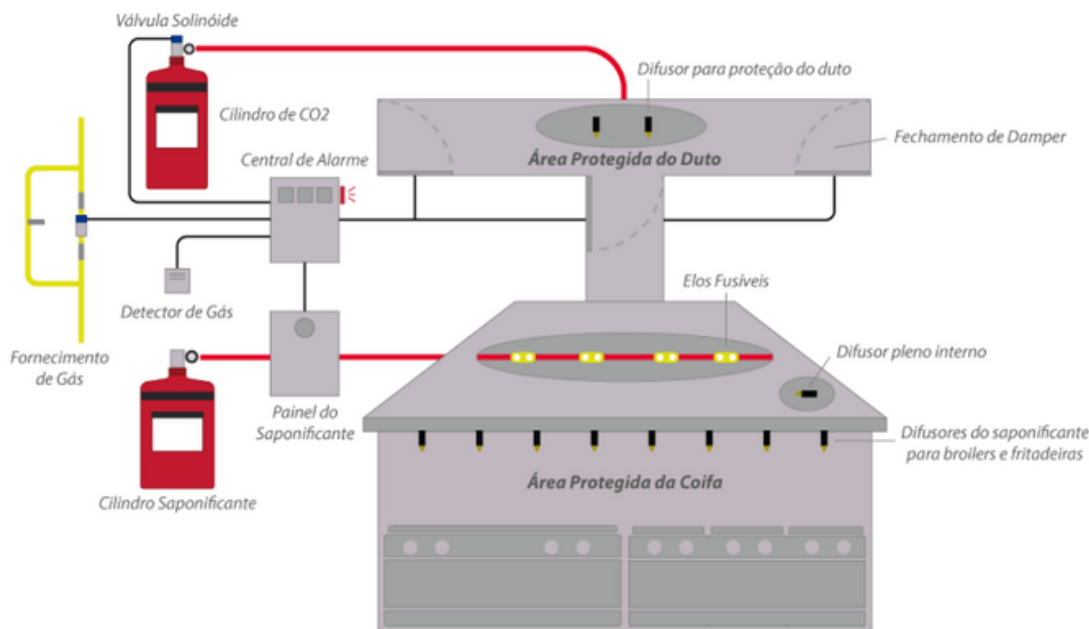 Válvula Solinóide
Difusor para proteção do duto
Cilindro de CO2
Fechamento de Damper
Central de Alarme
Área Protegida do Duto
Elos Fusíveis
Detector de Gás
Difusor pleno interno
Fornecimento
de Gás
Painel do
Saponificante
Difusores do saponificante
para broilers e fritadeiras
Área Protegida da Coifa
Cilindro Saponificante